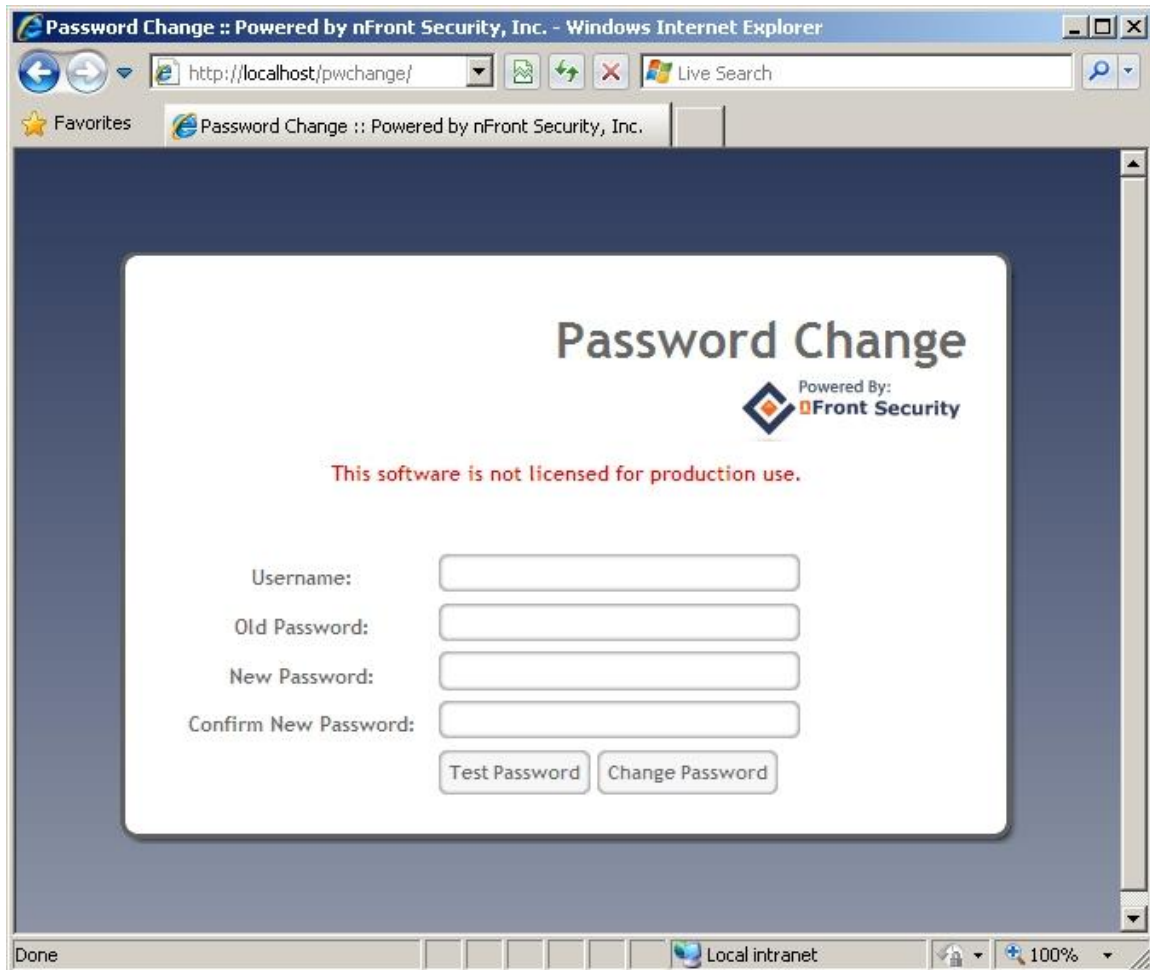 Password Change :: Powered by nFront Security, Inc. - Windows Internet Explorer
http://localhost/pwchange/
Live Search
Favorites
Password Change :: Powered by nFront Security, Inc.
Password Change
Powered By:
nFront Security
This software is not licensed for production use.
Username:
Old Password:
New Password:
Confirm New Password:
Test Password Change Password
Done
Local intranet
100%